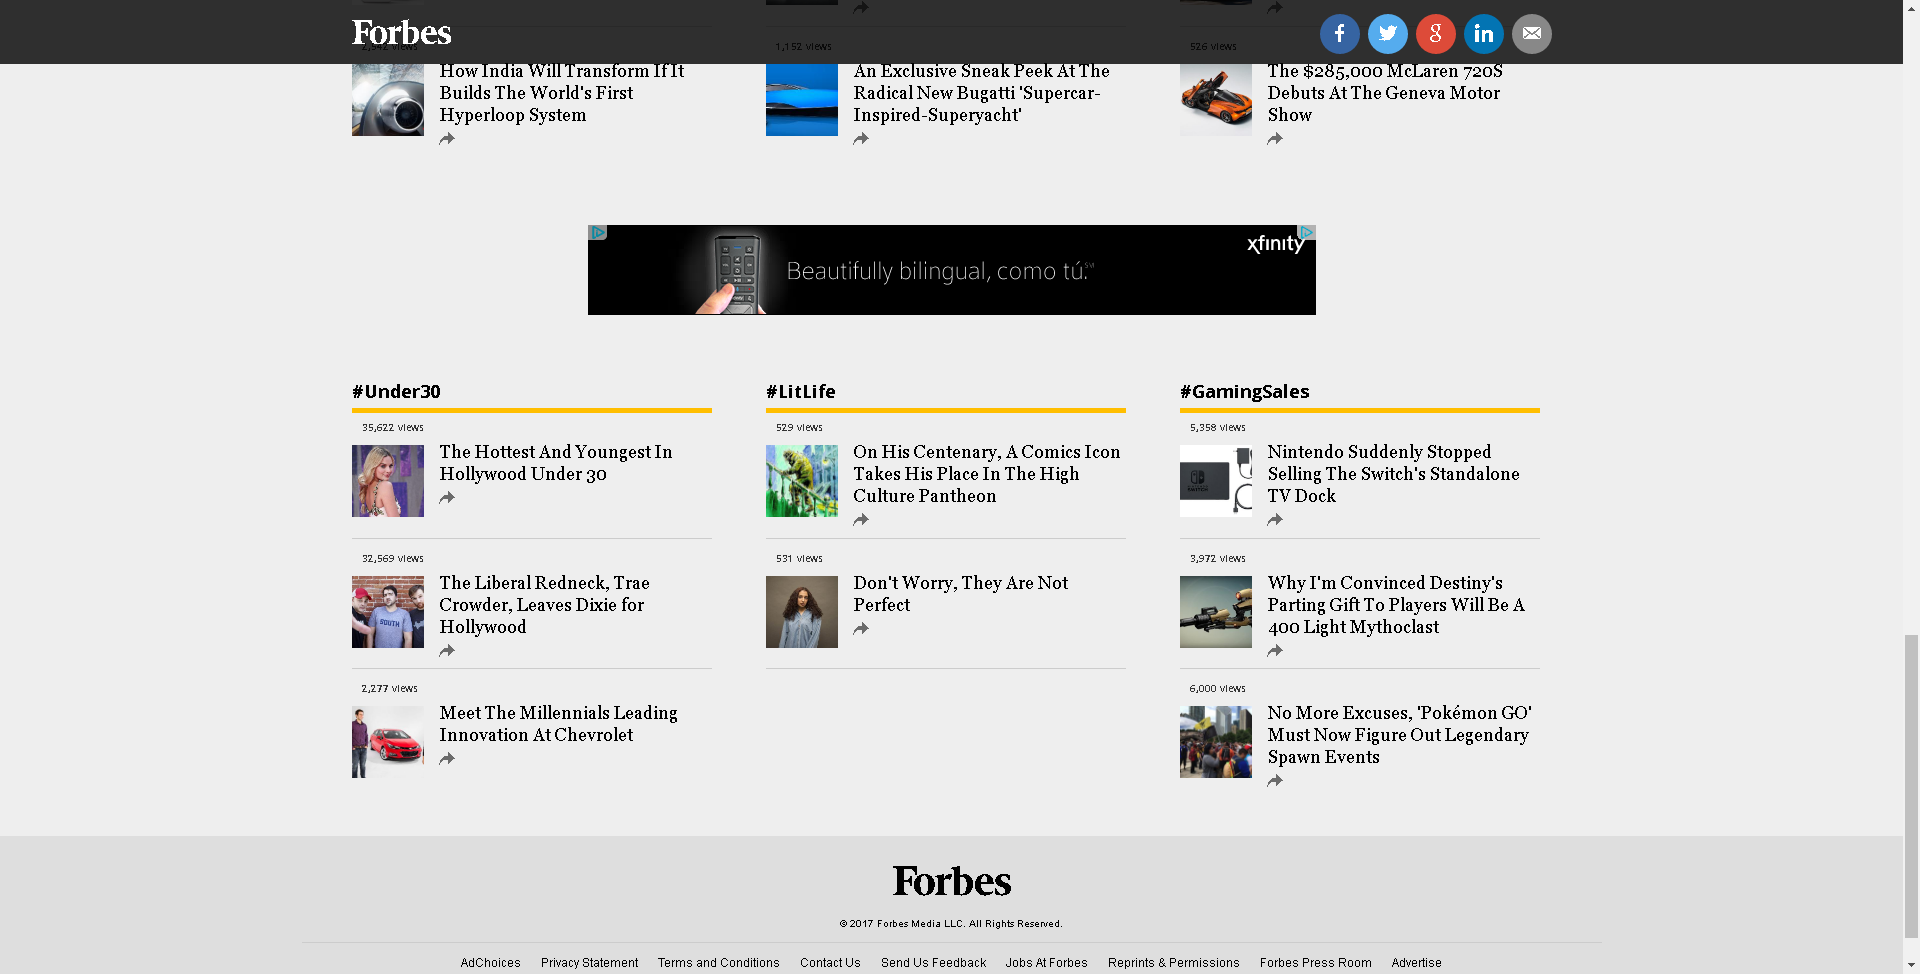 Forbes
2,942 views
1,152 views
526 views
f
g
in
How India Will Transform If It
Builds The World's First
Hyperloop System
An Exclusive Sneak Peek At The
Radical New Bugatti 'Supercar-
Inspired-Superyacht'
The $285,000 McLaren 720S
Debuts At The Geneva Motor
Show
Beautifully bilingual, como tú.℠
xfinity
#Under30
35,622 views
The Hottest And Youngest In
Hollywood Under 30
32,569 views
SOUTH
The Liberal Redneck, Trae
Crowder, Leaves Dixie for
Hollywood
2,277 views
Meet The Millennials Leading
Innovation At Chevrolet
#LitLife
529 views
On His Centenary, A Comics Icon
Takes His Place In The High
Culture Pantheon
531 views
Don't Worry, They Are Not
Perfect
#GamingSales
5,358 views
Nintendo Suddenly Stopped
Selling The Switch's Standalone
TV Dock
3,972 views
Why I'm Convinced Destiny's
Parting Gift To Players Will Be A
400 Light Mythoclast
6,000 views
No More Excuses, 'Pokémon GO'
Must Now Figure Out Legendary
Spawn Events
Forbes
© 2017 Forbes Media LLC. All Rights Reserved.
AdChoices Privacy Statement Terms and Conditions Contact Us Send Us Feedback Jobs At Forbes Reprints & Permissions Forbes Press Room Advertise